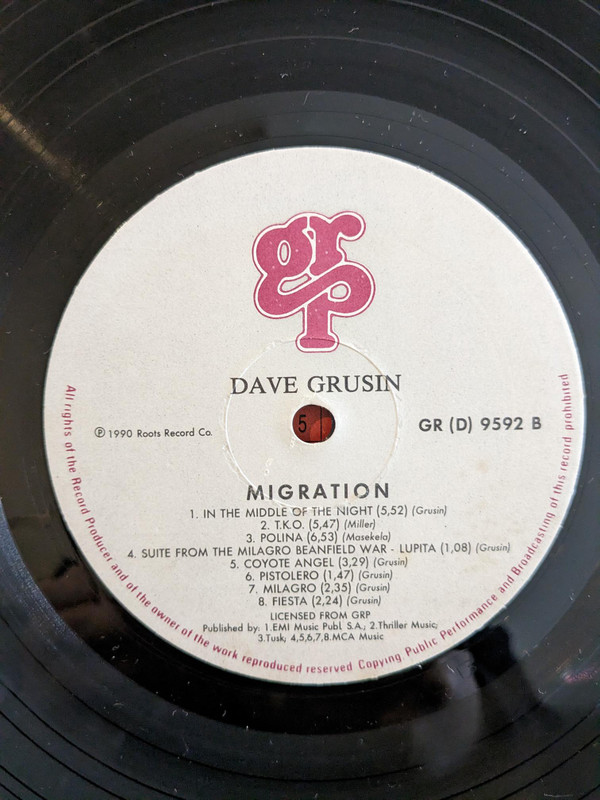 grp
DAVE GRUSIN
℗ 1990 Roots Record Co.
5
GR (D) 9592 B
MIGRATION
1. IN THE MIDDLE OF THE NIGHT (5,52) (Grusin)
2. T.K.O. (5,47) (Miller)
3. POLINA (6,53) (Masekela)
4. SUITE FROM THE MILAGRO BEANFIELD WAR - LUPITA (1,08) (Grusin)
5. COYOTE ANGEL (3,29) (Grusin)
6. PISTOLERO (1,47) (Grusin)
7. MILAGRO (2,35) (Grusin)
8. FIESTA (2,24) (Grusin)
LICENSED FROM GRP
Published by: 1.EMI Music Publ. S.A.; 2.Thriller Music;
3.Tusk; 4,5,6,7,8.MCA Music
All rights of the Record Producer and of the owner of the work reproduced reserved Copying Public Performance and Broadcasting of this record prohibited